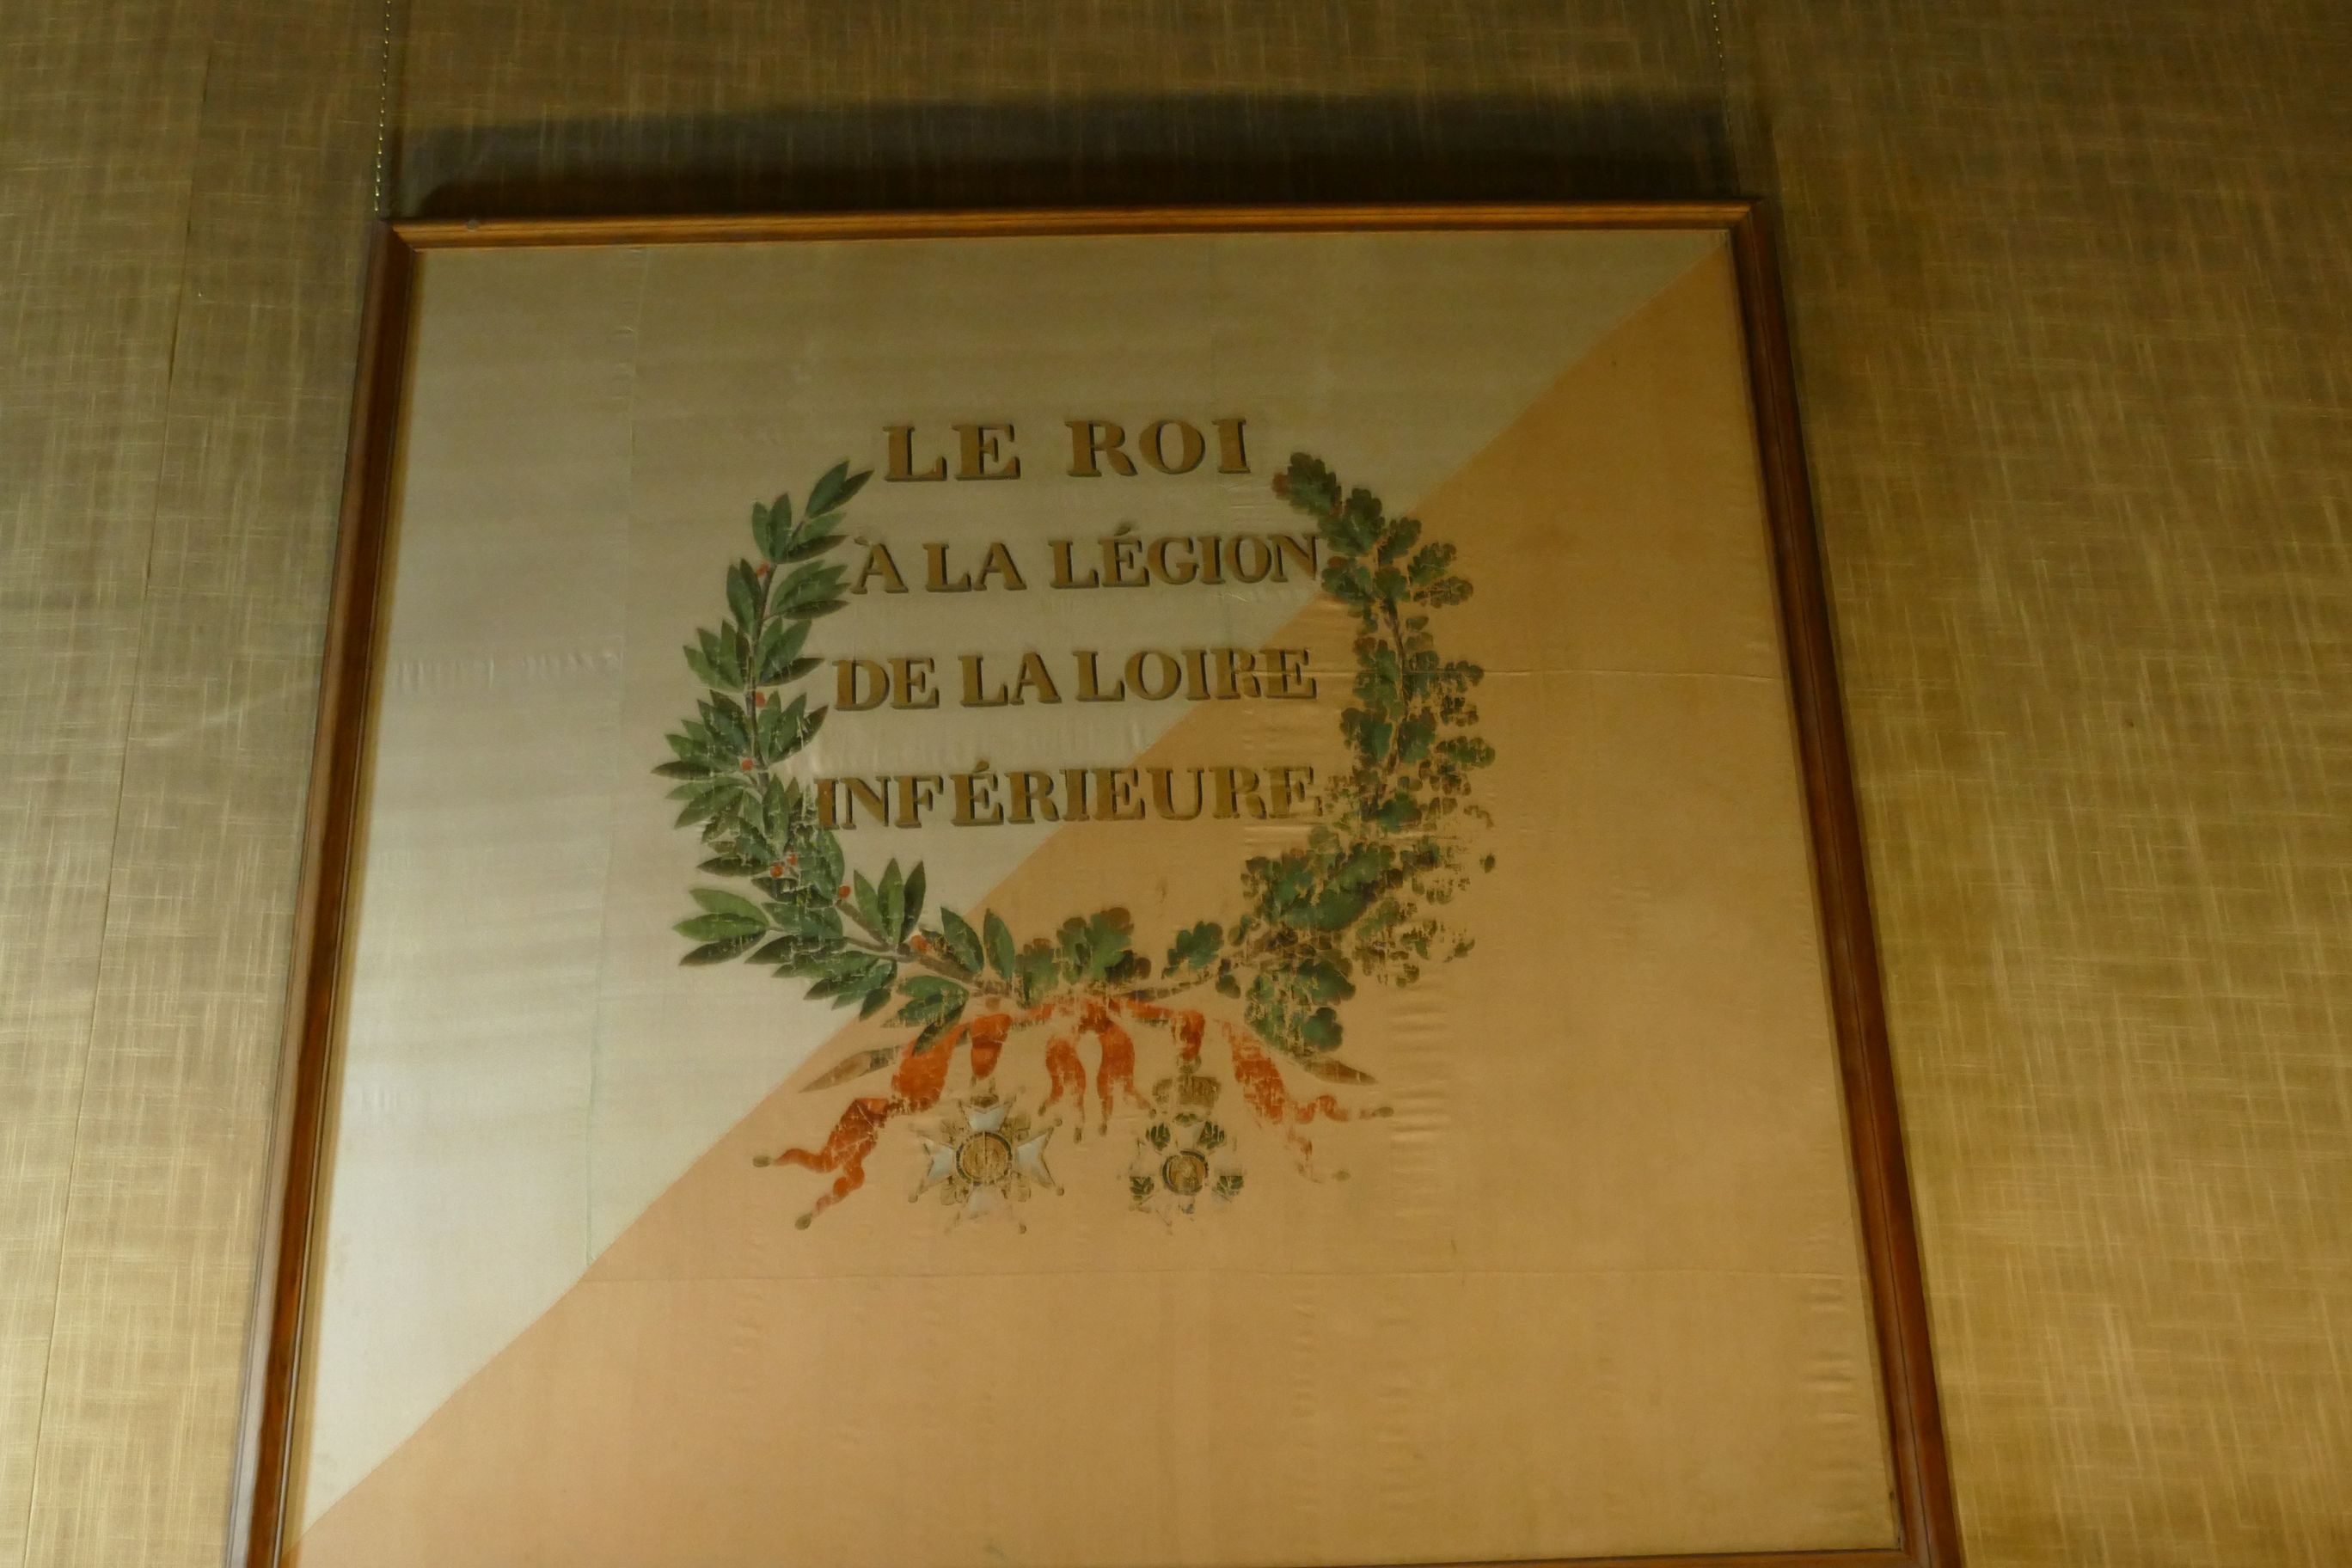 LE ROI
À LA LÉGION
DE LA LOIRE
INFÉRIEURE